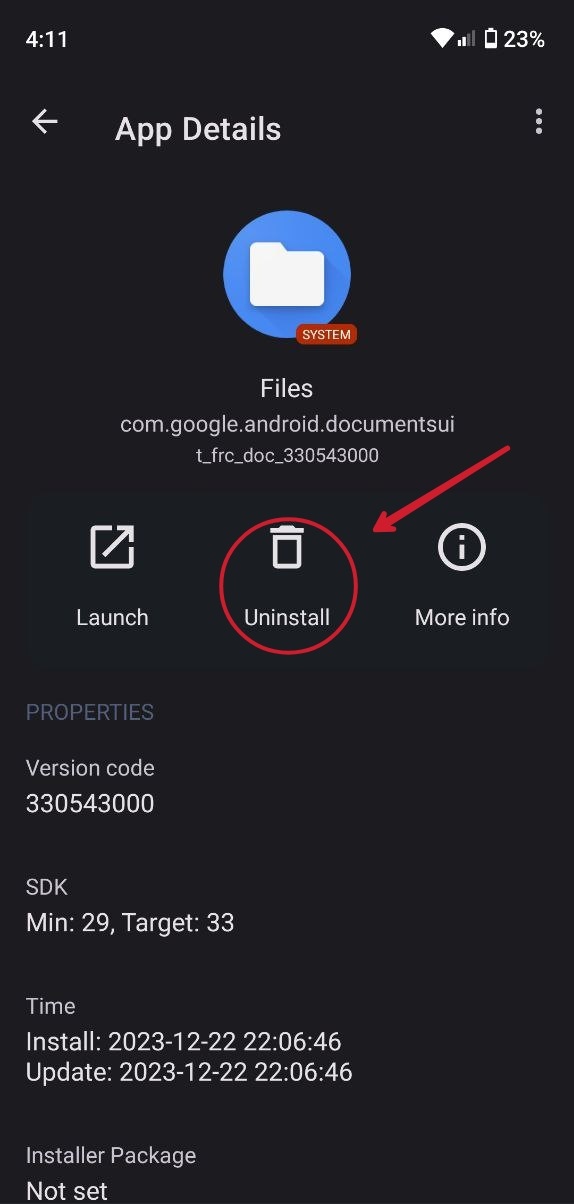 4:11
23%
App Details
SYSTEM
Files
com.google.android.documentsui
t_frc_doc_330543000
Launch
Uninstall
More info
PROPERTIES
Version code
330543000
SDK
Min: 29, Target: 33
Time
Install: 2023-12-22 22:06:46
Update: 2023-12-22 22:06:46
Installer Package
Not set